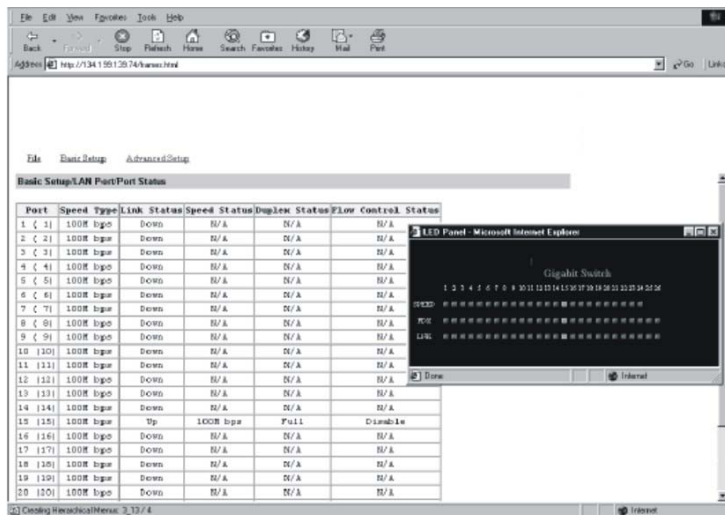 File Edit View Favorites Tools Help
Back Forward Stop Refresh Home Search Favorites History Mail Print
Address http://134.199.139.74/frames.html Go Links
File Basic Setup Advanced Setup
Basic Setup/LAN Port/Port Status
Port Speed Type Link Status Speed Status Duplex Status Flow Control Status
1 ( 1) 100M bps Down N/A N/A N/A
2 ( 2) 100M bps Down N/A N/A N/A
3 ( 3) 100M bps Down N/A N/A N/A
4 ( 4) 100M bps Down N/A N/A N/A
5 ( 5) 100M bps Down N/A N/A N/A
6 ( 6) 100M bps Down N/A N/A N/A
7 ( 7) 100M bps Down N/A N/A N/A
8 ( 8) 100M bps Down N/A N/A N/A
9 ( 9) 100M bps Down N/A N/A N/A
10 (10) 100M bps Down N/A N/A N/A
11 (11) 100M bps Down N/A N/A N/A
12 (12) 100M bps Down N/A N/A N/A
13 (13) 100M bps Down N/A N/A N/A
14 (14) 100M bps Down N/A N/A N/A
15 (15) 100M bps Up 100M bps Full Disable
16 (16) 100M bps Down N/A N/A N/A
17 (17) 100M bps Down N/A N/A N/A
18 (18) 100M bps Down N/A N/A N/A
19 (19) 100M bps Down N/A N/A N/A
20 (20) 100M bps Down N/A N/A N/A
LED Panel - Microsoft Internet Explorer
Gigabit Switch
1 2 3 4 5 6 7 8 9 10 11 12 13 14 15 16 17 18 19 20 21 22 23 24 25 26
SPEED
FDX
LINK
Done Internet
Creating Hierarchical Menus: 3_13 / 4 Internet